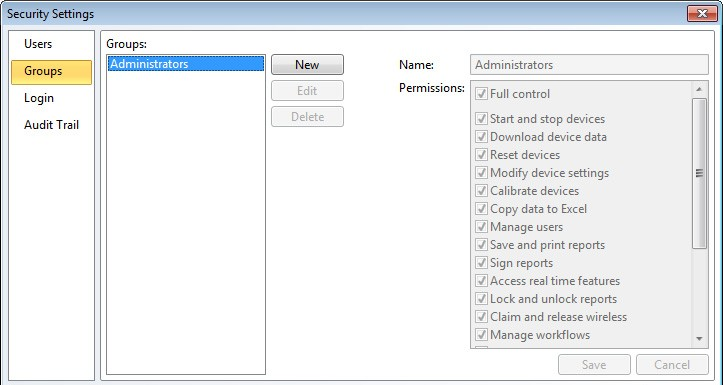 Security Settings
Users
Groups
Login
Audit Trail
Groups:
Administrators
New
Edit
Delete
Name:
Administrators
Permissions:
Full control
Start and stop devices
Download device data
Reset devices
Modify device settings
Calibrate devices
Copy data to Excel
Manage users
Save and print reports
Sign reports
Access real time features
Lock and unlock reports
Claim and release wireless
Manage workflows
Save
Cancel